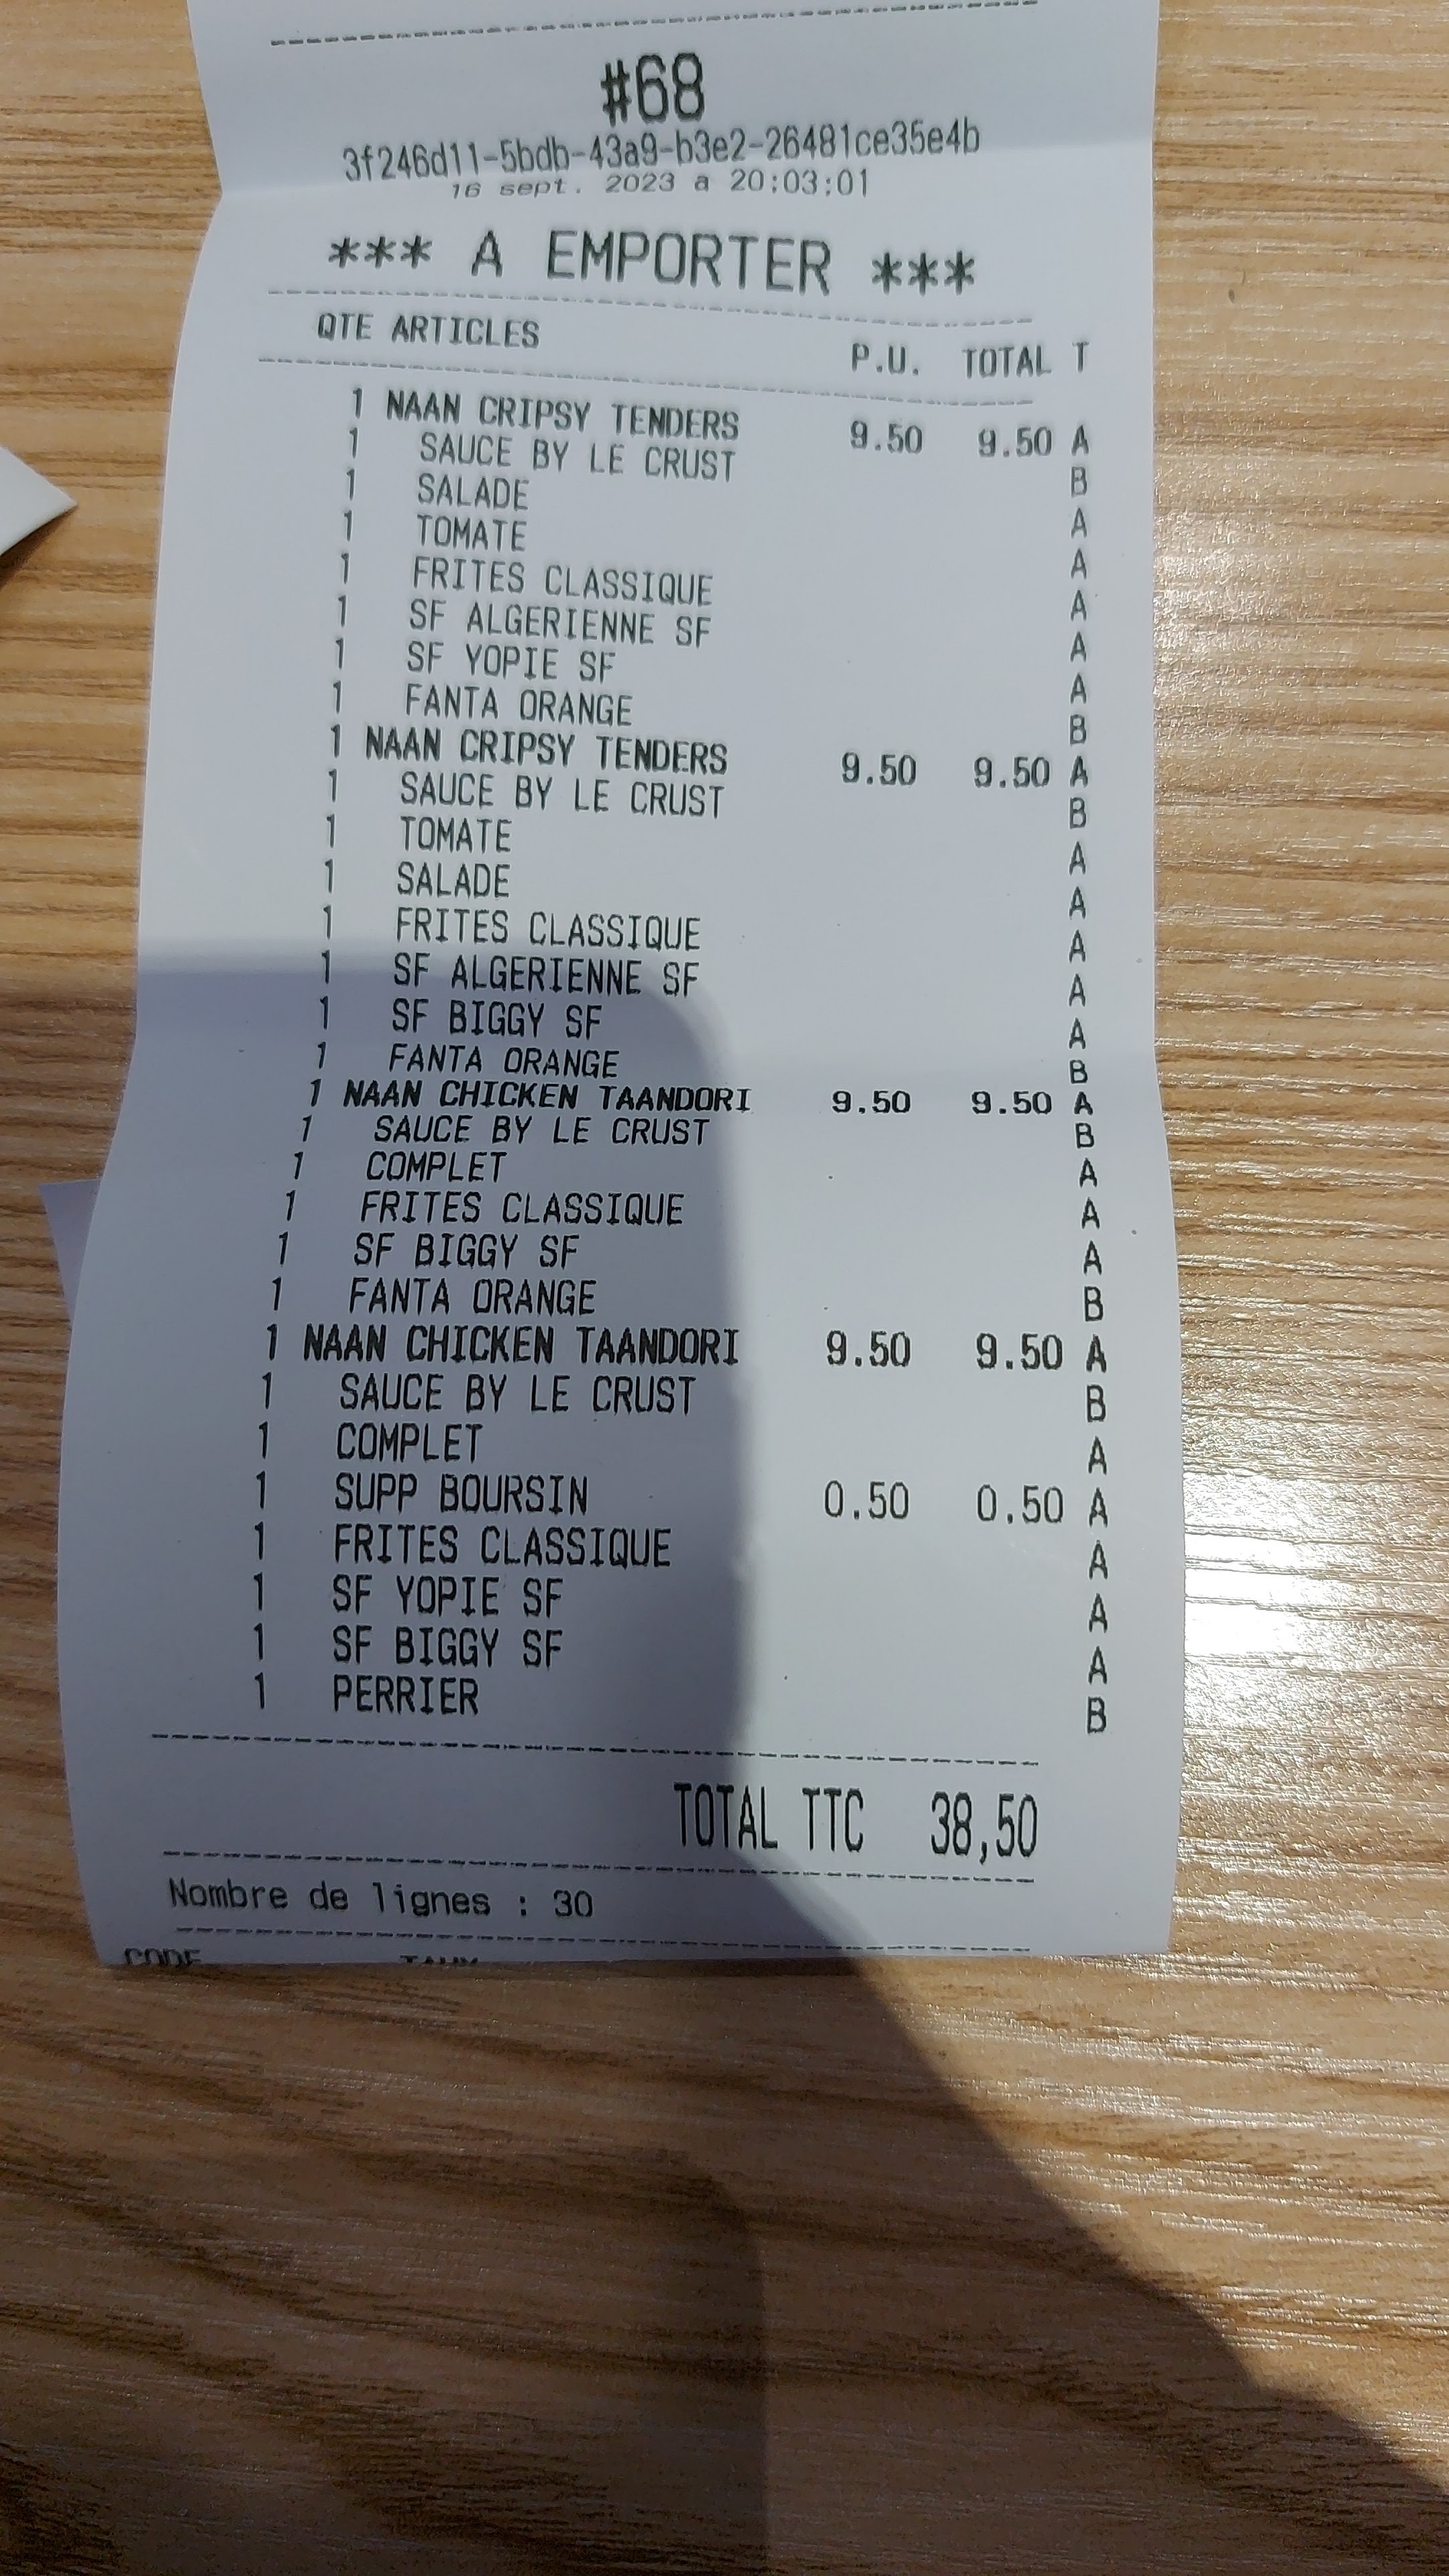 #68
3f246d11-5bdb-43a9-b3e2-26481ce35e4b
16 sept. 2023 a 20:03:01
*** A EMPORTER ***
QTE ARTICLES P.U. TOTAL T
1 NAAN CRIPSY TENDERS 9.50 9.50 A
1 SAUCE BY LE CRUST B
1 SALADE A
1 TOMATE A
1 FRITES CLASSIQUE A
1 SF ALGERIENNE SF A
1 SF YOPIE SF A
1 FANTA ORANGE B
1 NAAN CRIPSY TENDERS 9.50 9.50 A
1 SAUCE BY LE CRUST B
1 TOMATE A
1 SALADE A
1 FRITES CLASSIQUE A
1 SF ALGERIENNE SF A
1 SF BIGGY SF A
1 FANTA ORANGE B
1 NAAN CHICKEN TAANDORI 9.50 9.50 A
1 SAUCE BY LE CRUST B
1 COMPLET A
1 FRITES CLASSIQUE A
1 SF BIGGY SF A
1 FANTA ORANGE B
1 NAAN CHICKEN TAANDORI 9.50 9.50 A
1 SAUCE BY LE CRUST B
1 COMPLET A
1 SUPP BOURSIN 0.50 0.50 A
1 FRITES CLASSIQUE A
1 SF YOPIE SF A
1 SF BIGGY SF A
1 PERRIER B
TOTAL TTC 38,50
Nombre de lignes : 30
CODE TAUX